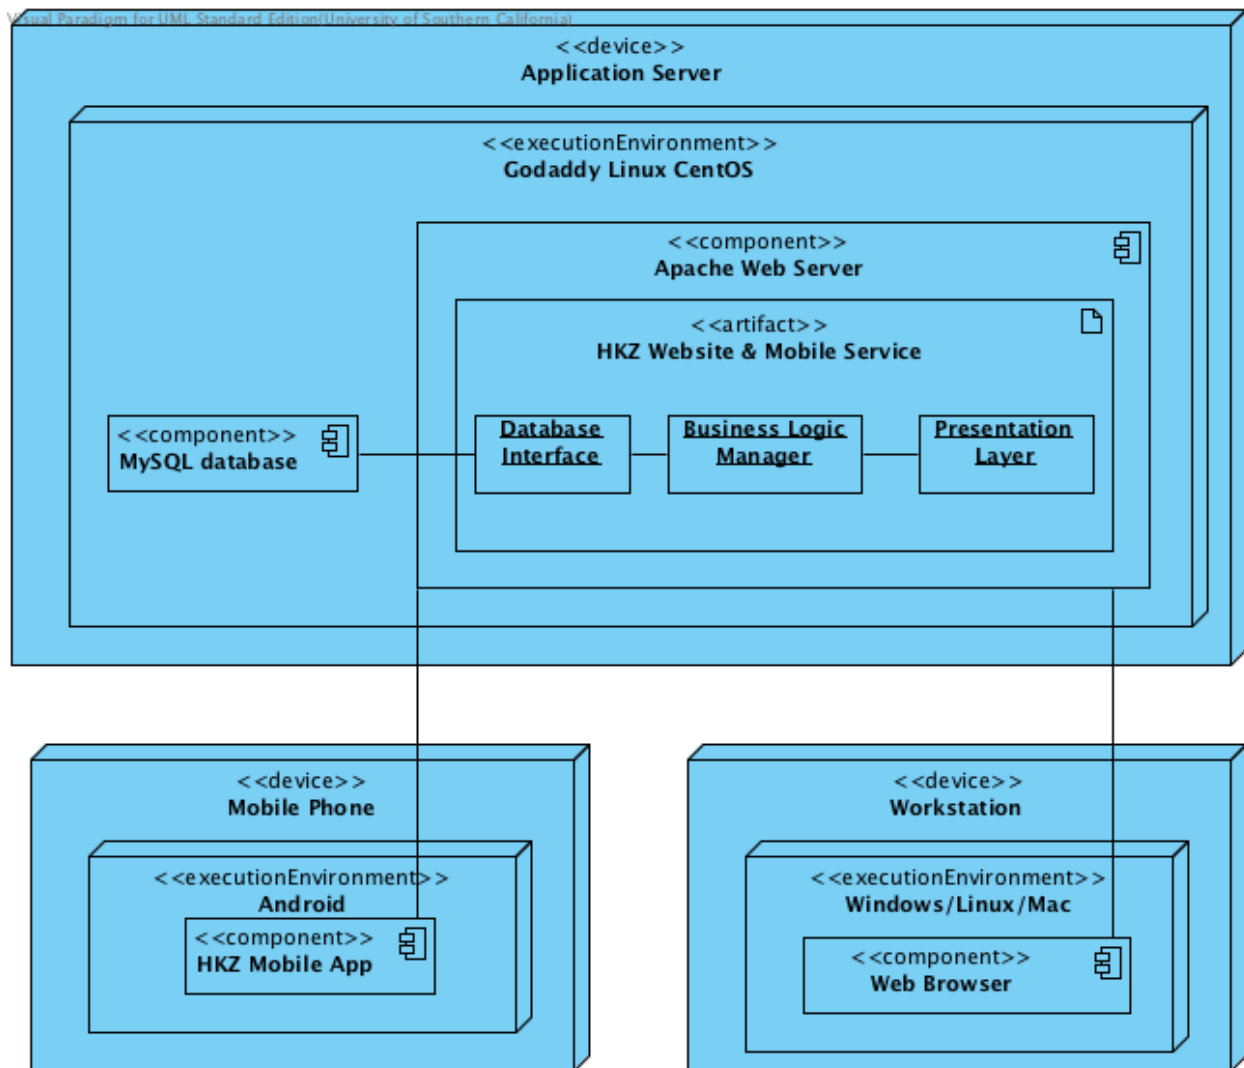 Visual Paradigm for UML Standard Edition(University of Southern California)
<<device>>
Application Server
<<executionEnvironment>>
Godaddy Linux CentOS
<<component>>
Apache Web Server
<<artifact>>
HKZ Website & Mobile Service
<<component>>
MySQL database
Database
Interface
Business Logic
Manager
Presentation
Layer
<<device>>
Mobile Phone
<<executionEnvironment>>
Android
<<component>>
HKZ Mobile App
<<device>>
Workstation
<<executionEnvironment>>
Windows/Linux/Mac
<<component>>
Web Browser